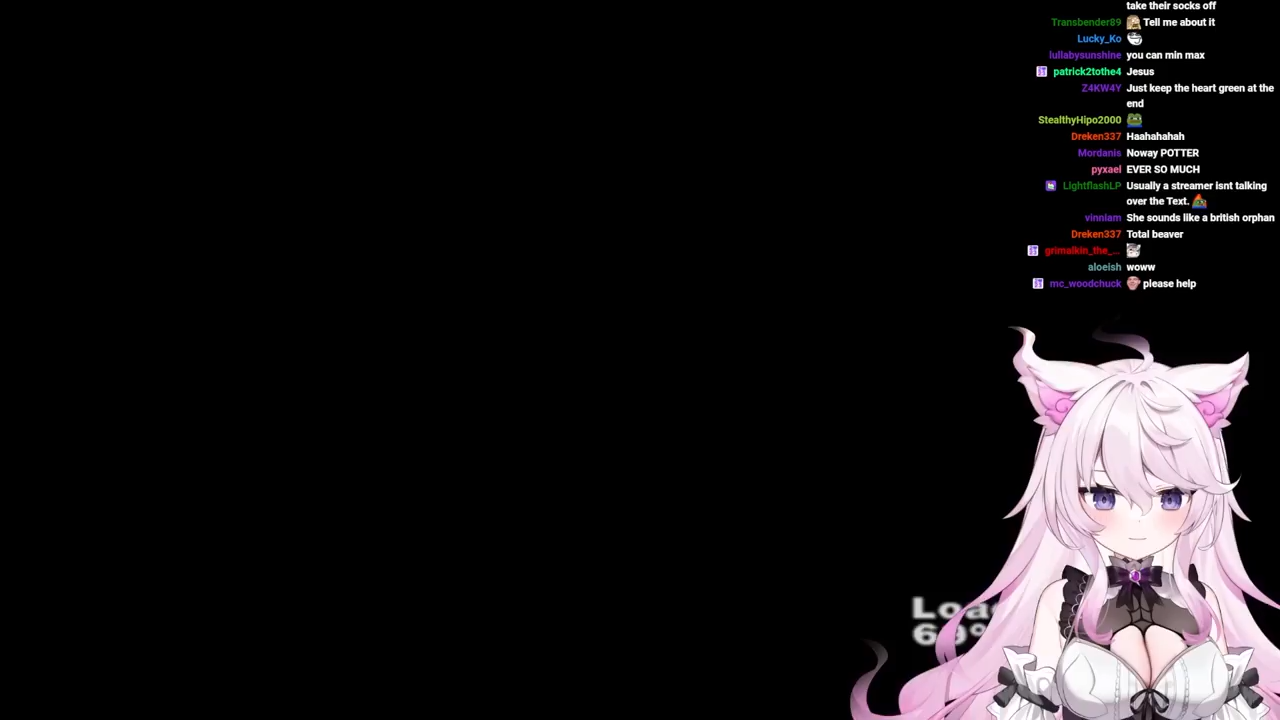 take their socks off
Transbender89 Tell me about it
Lucky_Ko
lullabysunshine you can min max
patrick2tothe4 Jesus
Z4KW4Y Just keep the heart green at the
end
StealthyHipo2000
Dreken337 Haahahahah
Mordanis Noway POTTER
pyxael EVER SO MUCH
LightflashLP Usually a streamer isnt talking
over the Text.
vinniam She sounds like a british orphan
Dreken337 Total beaver
grimalkin_the_...
aloeish woww
mc_woodchuck please help
Loa
69